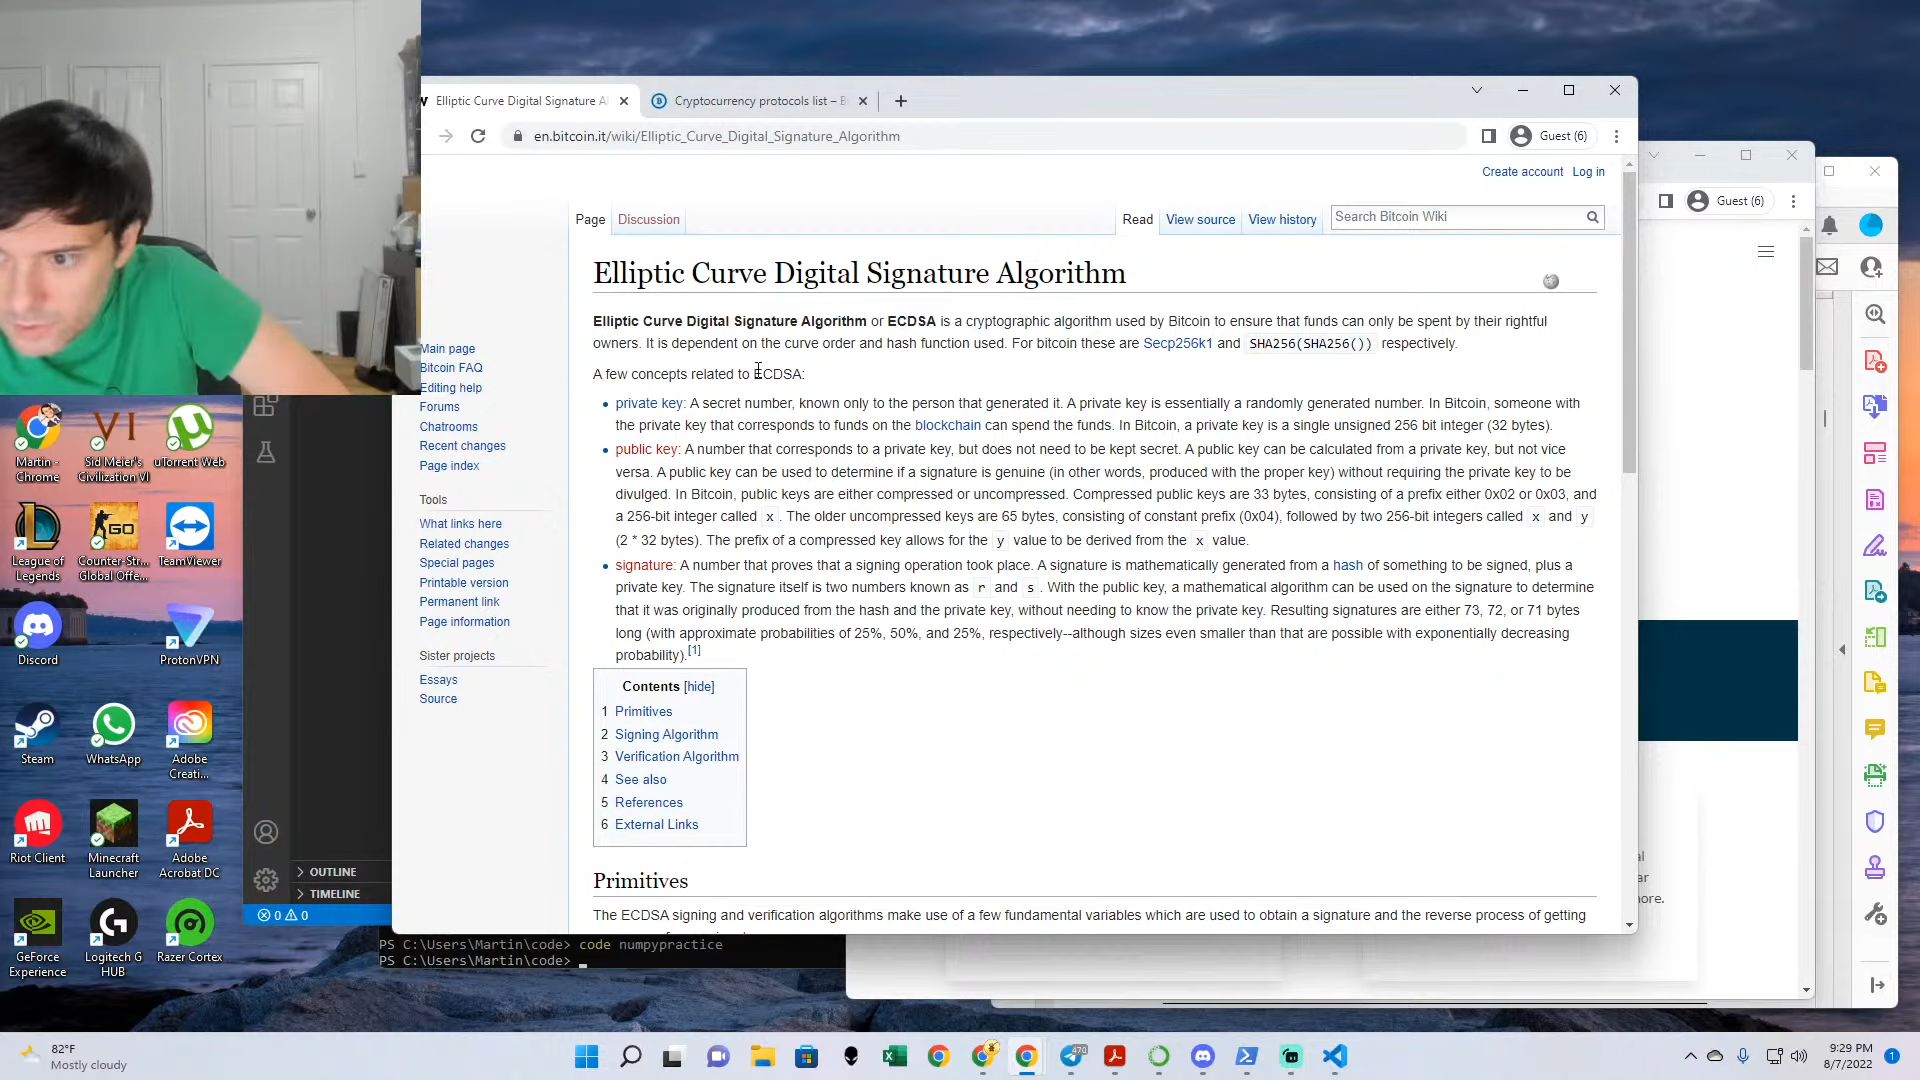 Elliptic Curve Digital Signature A
Cryptocurrency protocols list – B
en.bitcoin.it/wiki/Elliptic_Curve_Digital_Signature_Algorithm
Guest (6)
Guest (6)
Create account Log in
Page Discussion
Read View source View history
Search Bitcoin Wiki
Elliptic Curve Digital Signature Algorithm
Elliptic Curve Digital Signature Algorithm or ECDSA is a cryptographic algorithm used by Bitcoin to ensure that funds can only be spent by their rightful
owners. It is dependent on the curve order and hash function used. For bitcoin these are Secp256k1 and SHA256(SHA256()) respectively.
A few concepts related to ECDSA:
private key: A secret number, known only to the person that generated it. A private key is essentially a randomly generated number. In Bitcoin, someone with
the private key that corresponds to funds on the blockchain can spend the funds. In Bitcoin, a private key is a single unsigned 256 bit integer (32 bytes).
public key: A number that corresponds to a private key, but does not need to be kept secret. A public key can be calculated from a private key, but not vice
versa. A public key can be used to determine if a signature is genuine (in other words, produced with the proper key) without requiring the private key to be
divulged. In Bitcoin, public keys are either compressed or uncompressed. Compressed public keys are 33 bytes, consisting of a prefix either 0x02 or 0x03, and
a 256-bit integer called x. The older uncompressed keys are 65 bytes, consisting of constant prefix (0x04), followed by two 256-bit integers called x and y
(2 * 32 bytes). The prefix of a compressed key allows for the y value to be derived from the x value.
signature: A number that proves that a signing operation took place. A signature is mathematically generated from a hash of something to be signed, plus a
private key. The signature itself is two numbers known as r and s. With the public key, a mathematical algorithm can be used on the signature to determine
that it was originally produced from the hash and the private key, without needing to know the private key. Resulting signatures are either 73, 72, or 71 bytes
long (with approximate probabilities of 25%, 50%, and 25%, respectively--although sizes even smaller than that are possible with exponentially decreasing
probability).[1]
Contents [hide]
1 Primitives
2 Signing Algorithm
3 Verification Algorithm
4 See also
5 References
6 External Links
Primitives
The ECDSA signing and verification algorithms make use of a few fundamental variables which are used to obtain a signature and the reverse process of getting
Main page
Bitcoin FAQ
Editing help
Forums
Chatrooms
Recent changes
Page index
Tools
What links here
Related changes
Special pages
Printable version
Permanent link
Page information
Sister projects
Essays
Source
Martin - Chrome
Sid Meier's Civilization VI
uTorrent Web
League of Legends
Counter-Str... Global Offe...
TeamViewer
Discord
ProtonVPN
Steam
WhatsApp
Adobe Creati...
Riot Client
Minecraft Launcher
Adobe Acrobat DC
GeForce Experience
Logitech G HUB
Razer Cortex
OUTLINE
TIMELINE
0 0
PS C:\Users\Martin\code> code numpypractice
PS C:\Users\Martin\code>
al
ar
ore.
82°F
Mostly cloudy
470
9:29 PM
8/7/2022
1